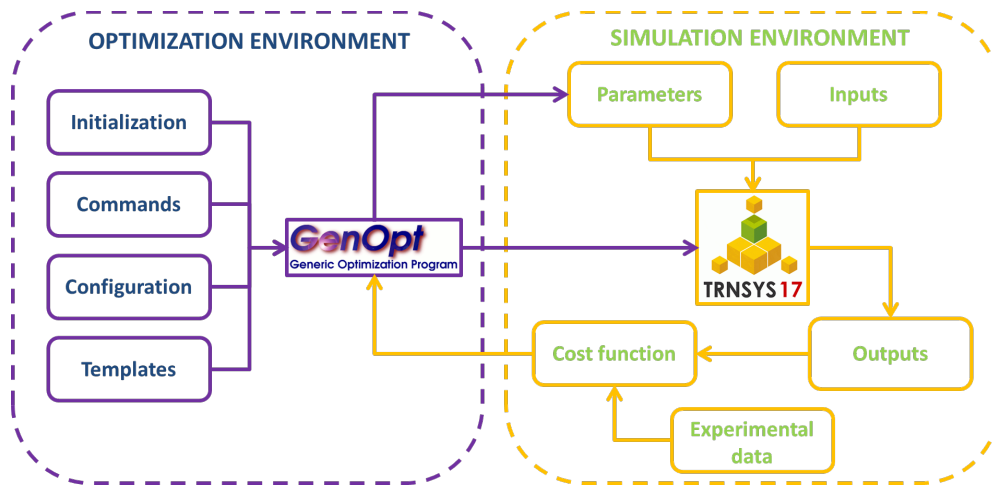 OPTIMIZATION ENVIRONMENT
Initialization
Commands
Configuration
Templates
GenOpt
Generic Optimization Program
SIMULATION ENVIRONMENT
Parameters
Inputs
TRNSYS 17
Cost function
Outputs
Experimental
data